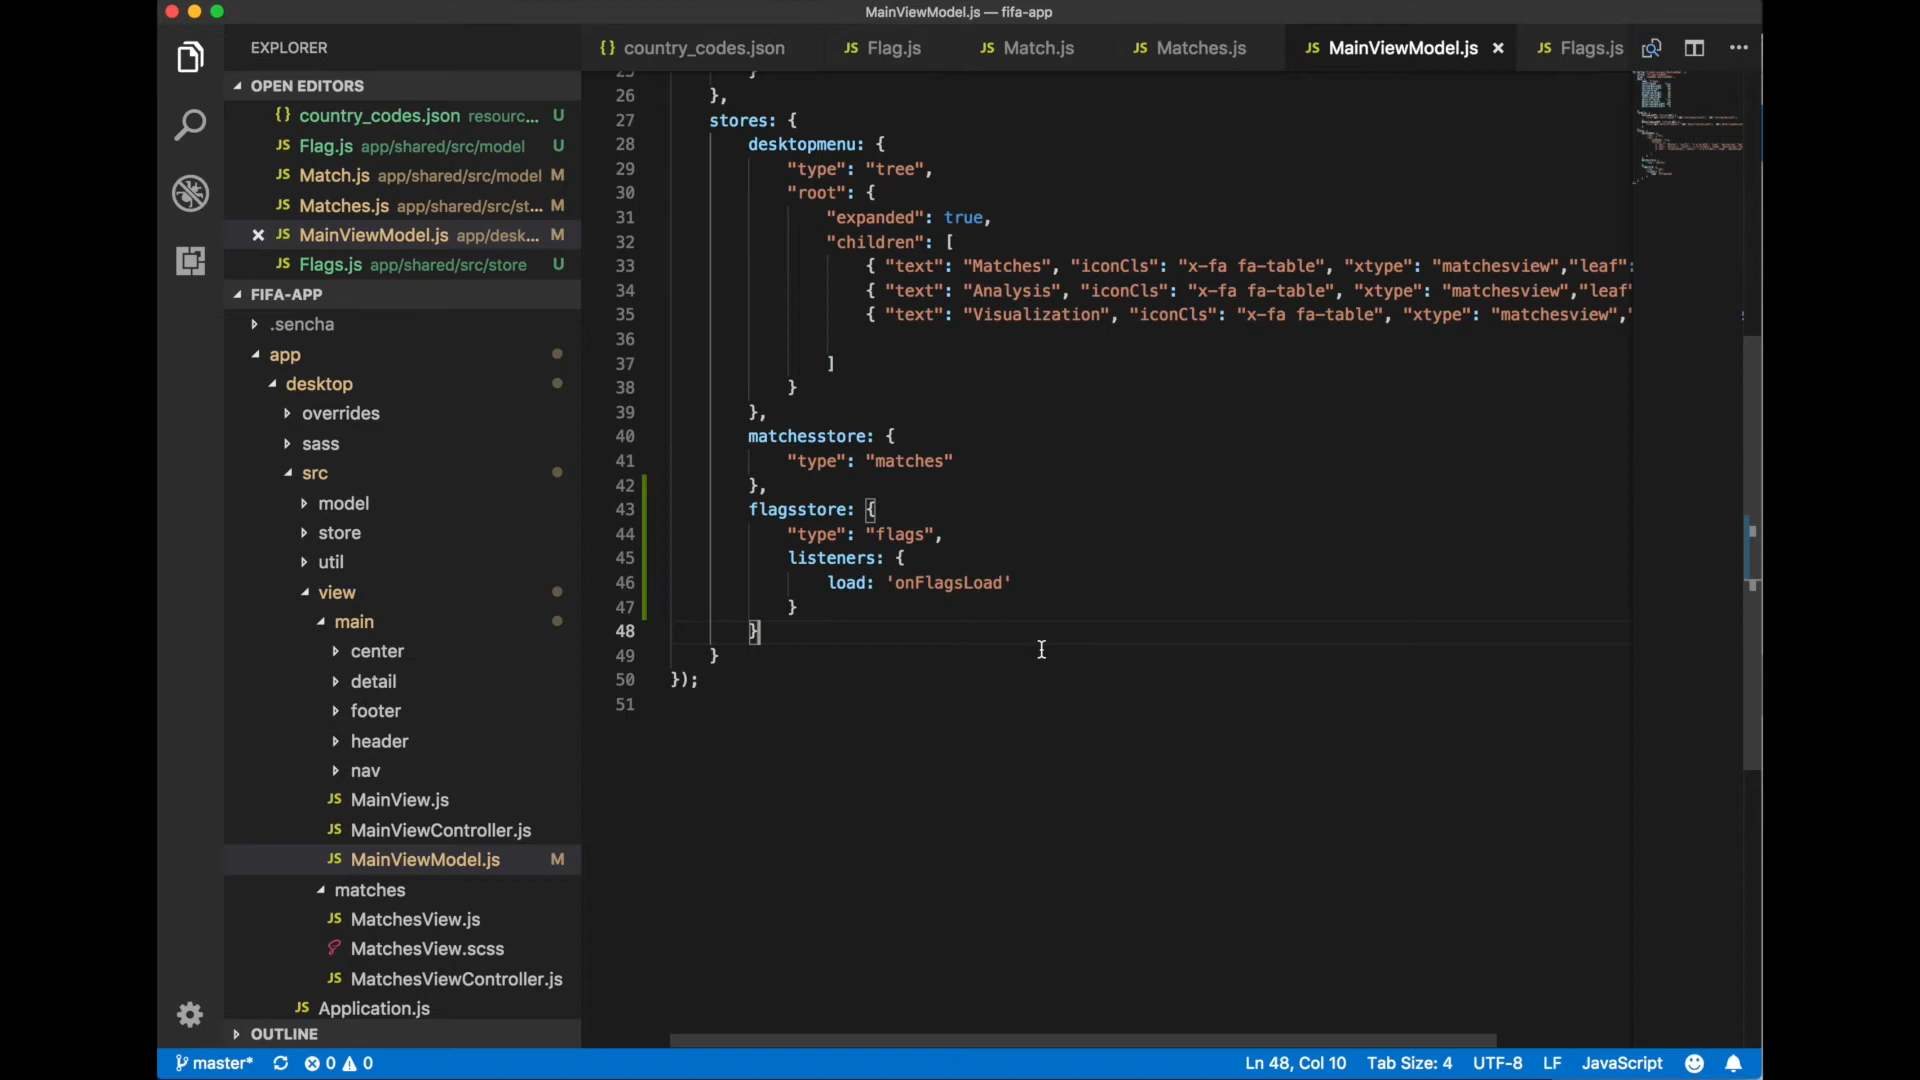 MainViewModel.js — fifa-app
EXPLORER
OPEN EDITORS
{} country_codes.json resourc... U
JS Flag.js app/shared/src/model U
JS Match.js app/shared/src/model M
JS Matches.js app/shared/src/st... M
JS MainViewModel.js app/desk... M
JS Flags.js app/shared/src/store U
FIFA-APP
.sencha
app
desktop
overrides
sass
src
model
store
util
view
main
center
detail
footer
header
nav
JS MainView.js
JS MainViewController.js
JS MainViewModel.js M
matches
JS MatchesView.js
MatchesView.scss
JS MatchesViewController.js
JS Application.js
OUTLINE
{} country_codes.json JS Flag.js JS Match.js JS Matches.js JS MainViewModel.js JS Flags.js
25 }
26 },
27 stores: {
28 desktopmenu: {
29 "type": "tree",
30 "root": {
31 "expanded": true,
32 "children": [
33 { "text": "Matches", "iconCls": "x-fa fa-table", "xtype": "matchesview","leaf":
34 { "text": "Analysis", "iconCls": "x-fa fa-table", "xtype": "matchesview","leaf"
35 { "text": "Visualization", "iconCls": "x-fa fa-table", "xtype": "matchesview","
36
37 ]
38 }
39 },
40 matchesstore: {
41 "type": "matches"
42 },
43 flagsstore: {
44 "type": "flags",
45 listeners: {
46 load: 'onFlagsLoad'
47 }
48 }
49 }
50 });
51
master* 0 0 Ln 48, Col 10 Tab Size: 4 UTF-8 LF JavaScript